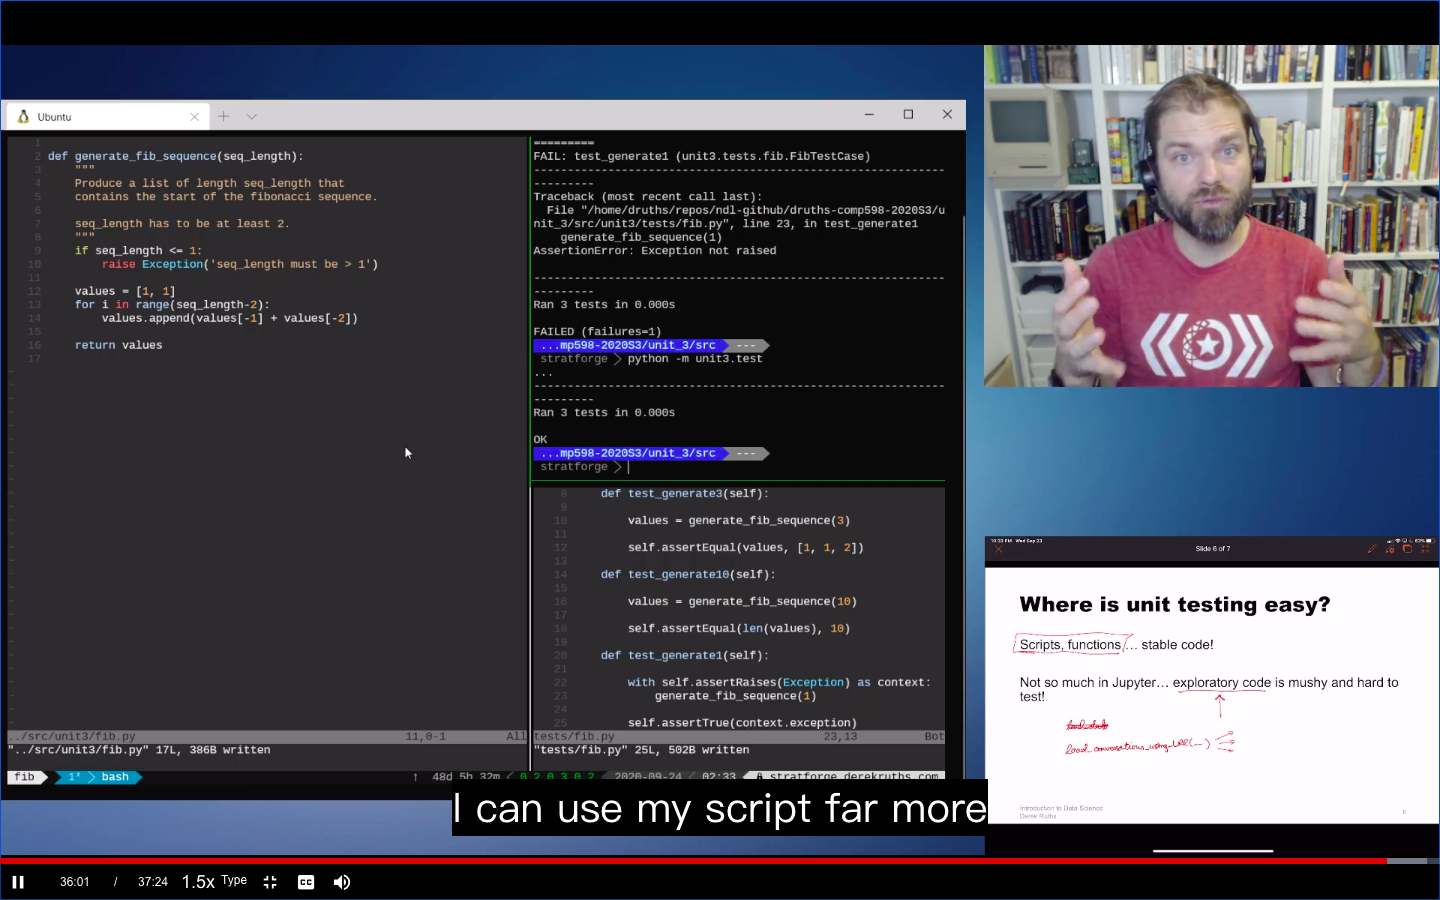 Ubuntu
1
2 def generate_fib_sequence(seq_length):
3 """
4 Produce a list of length seq_length that
5 contains the start of the fibonacci sequence.
6
7 seq_length has to be at least 2.
8 """
9 if seq_length <= 1:
10 raise Exception('seq_length must be > 1')
11
12 values = [1, 1]
13 for i in range(seq_length-2):
14 values.append(values[-1] + values[-2])
15
16 return values
17
../src/unit3/fib.py 11,0-1 All
"../src/unit3/fib.py" 17L, 386B written
=========
FAIL: test_generate1 (unit3.tests.fib.FibTestCase)
-------------------------------------------------------------
---------
Traceback (most recent call last):
File "/home/druths/repos/ndl-github/druths-comp598-2020S3/u
nit_3/src/unit3/tests/fib.py", line 23, in test_generate1
generate_fib_sequence(1)
AssertionError: Exception not raised
-------------------------------------------------------------
---------
Ran 3 tests in 0.000s
FAILED (failures=1)
...mp598-2020S3/unit_3/src ---
stratforge > python -m unit3.test
...
-------------------------------------------------------------
---------
Ran 3 tests in 0.000s
OK
...mp598-2020S3/unit_3/src ---
stratforge >
8 def test_generate3(self):
9
10 values = generate_fib_sequence(3)
11
12 self.assertEqual(values, [1, 1, 2])
13
14 def test_generate10(self):
15
16 values = generate_fib_sequence(10)
17
18 self.assertEqual(len(values), 10)
19
20 def test_generate1(self):
21
22 with self.assertRaises(Exception) as context:
23 generate_fib_sequence(1)
24
25 self.assertTrue(context.exception)
tests/fib.py 23,13 Bot
"tests/fib.py" 25L, 502B written
fib 1* bash ↑ 48d 5h 32m < 0.2 0.3 0.2 2020-09-24 < 02:33 stratforge.derekruths.com
10:33 PM Wed Sep 23 63%
Slide 6 of 7
Where is unit testing easy?
Scripts, functions... stable code!
Not so much in Jupyter... exploratory code is mushy and hard to
test!
Introduction to Data Science
Derek Ruths
6
I can use my script far more
36:01 / 37:24 1.5x Type CC